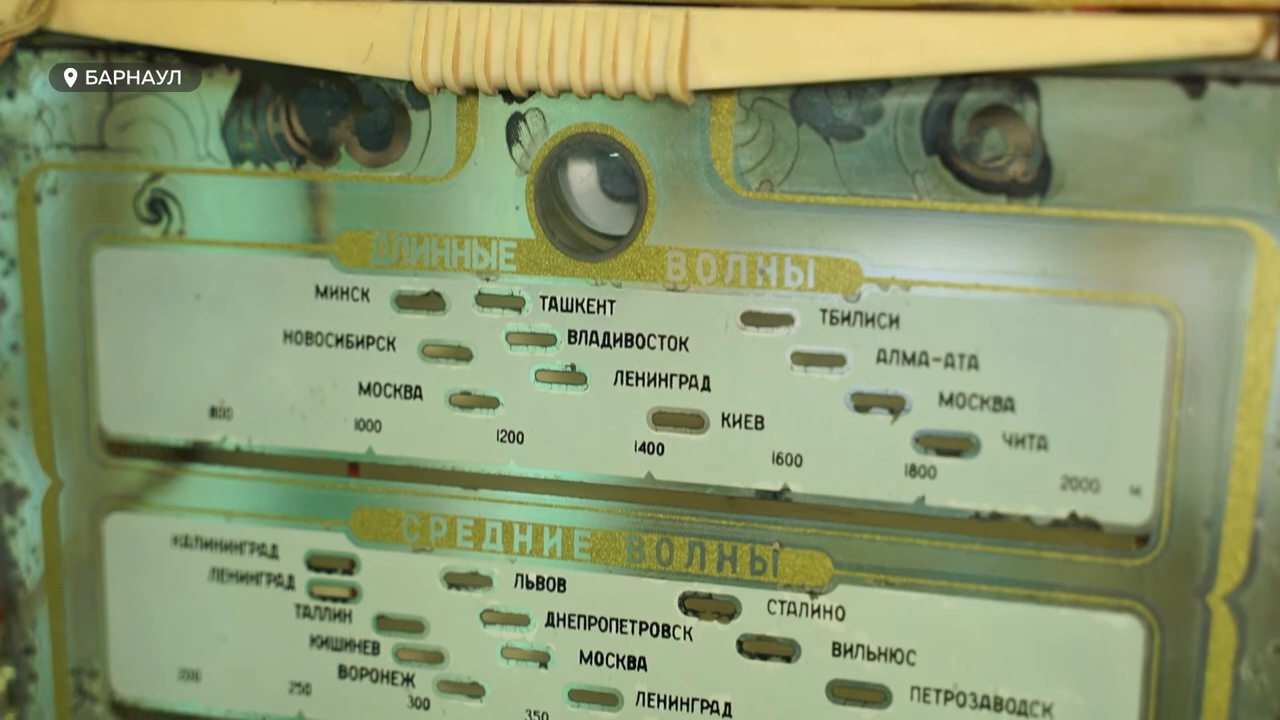 БАРНАУЛ
ДЛИННЫЕ ВОЛНЫ
МИНСК ТАШКЕНТ ТБИЛИСИ
НОВОСИБИРСК ВЛАДИВОСТОК АЛМА-АТА
МОСКВА ЛЕНИНГРАД МОСКВА
КИЕВ ЧИТА
800 1000 1200 1400 1600 1800 2000 М
СРЕДНИЕ ВОЛНЫ
КАЛИНИНГРАД ЛЬВОВ СТАЛИНО
ЛЕНИНГРАД ДНЕПРОПЕТРОВСК ВИЛЬНЮС
ТАЛЛИН МОСКВА ПЕТРОЗАВОДСК
КИШИНЕВ ЛЕНИНГРАД
ВОРОНЕЖ
200 250 300 350